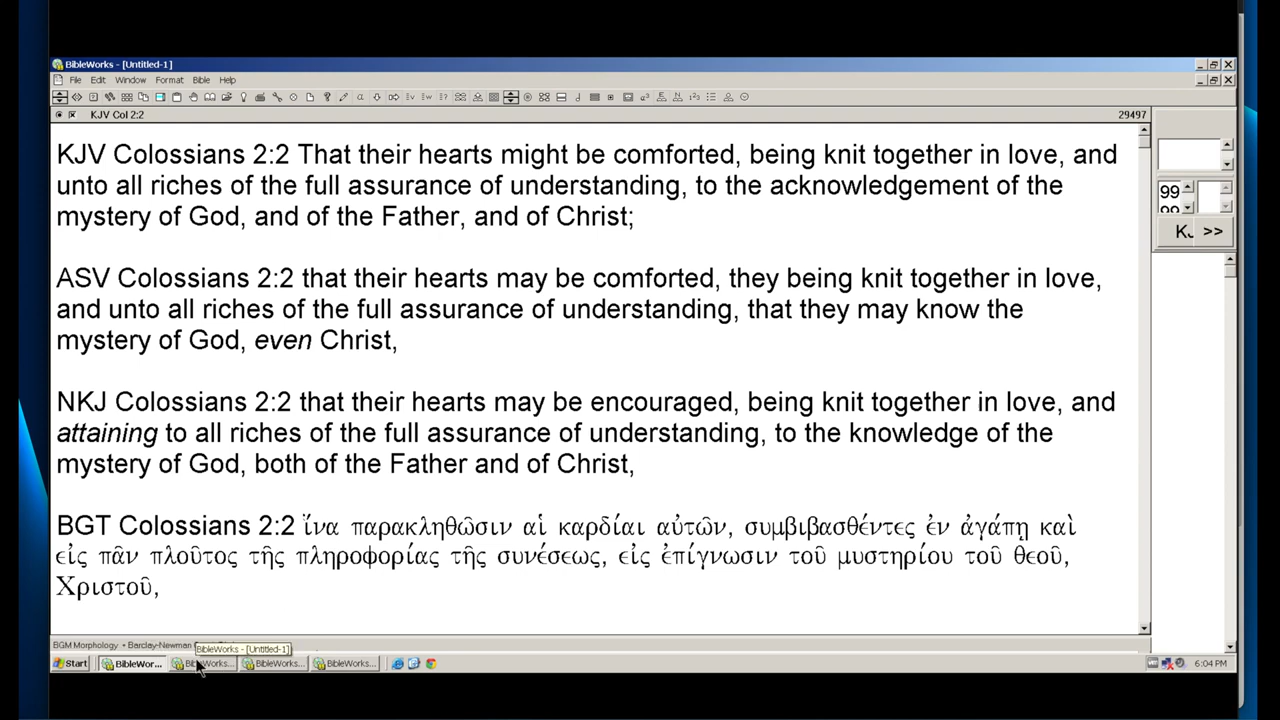 BibleWorks - [Untitled-1]
File Edit Window Format Bible Help
KJV Col 2:2 29497
KJV Colossians 2:2 That their hearts might be comforted, being knit together in love, and
unto all riches of the full assurance of understanding, to the acknowledgement of the
mystery of God, and of the Father, and of Christ;
ASV Colossians 2:2 that their hearts may be comforted, they being knit together in love,
and unto all riches of the full assurance of understanding, that they may know the
mystery of God, even Christ,
NKJ Colossians 2:2 that their hearts may be encouraged, being knit together in love, and
attaining to all riches of the full assurance of understanding, to the knowledge of the
mystery of God, both of the Father and of Christ,
BGT Colossians 2:2 ἵνα παρακληθῶσιν αἱ καρδίαι αὐτῶν, συμβιβασθέντες ἐν ἀγάπῃ καὶ
εἰς πᾶν πλοῦτος τῆς πληροφορίας τῆς συνέσεως, εἰς ἐπίγνωσιν τοῦ μυστηρίου τοῦ θεοῦ,
Χριστοῦ,
99
>>
BGM Morphology • Barclay-Newman
BibleWorks - [Untitled-1]
Start BibleWor... BibleWorks... BibleWorks... BibleWorks... 6:04 PM